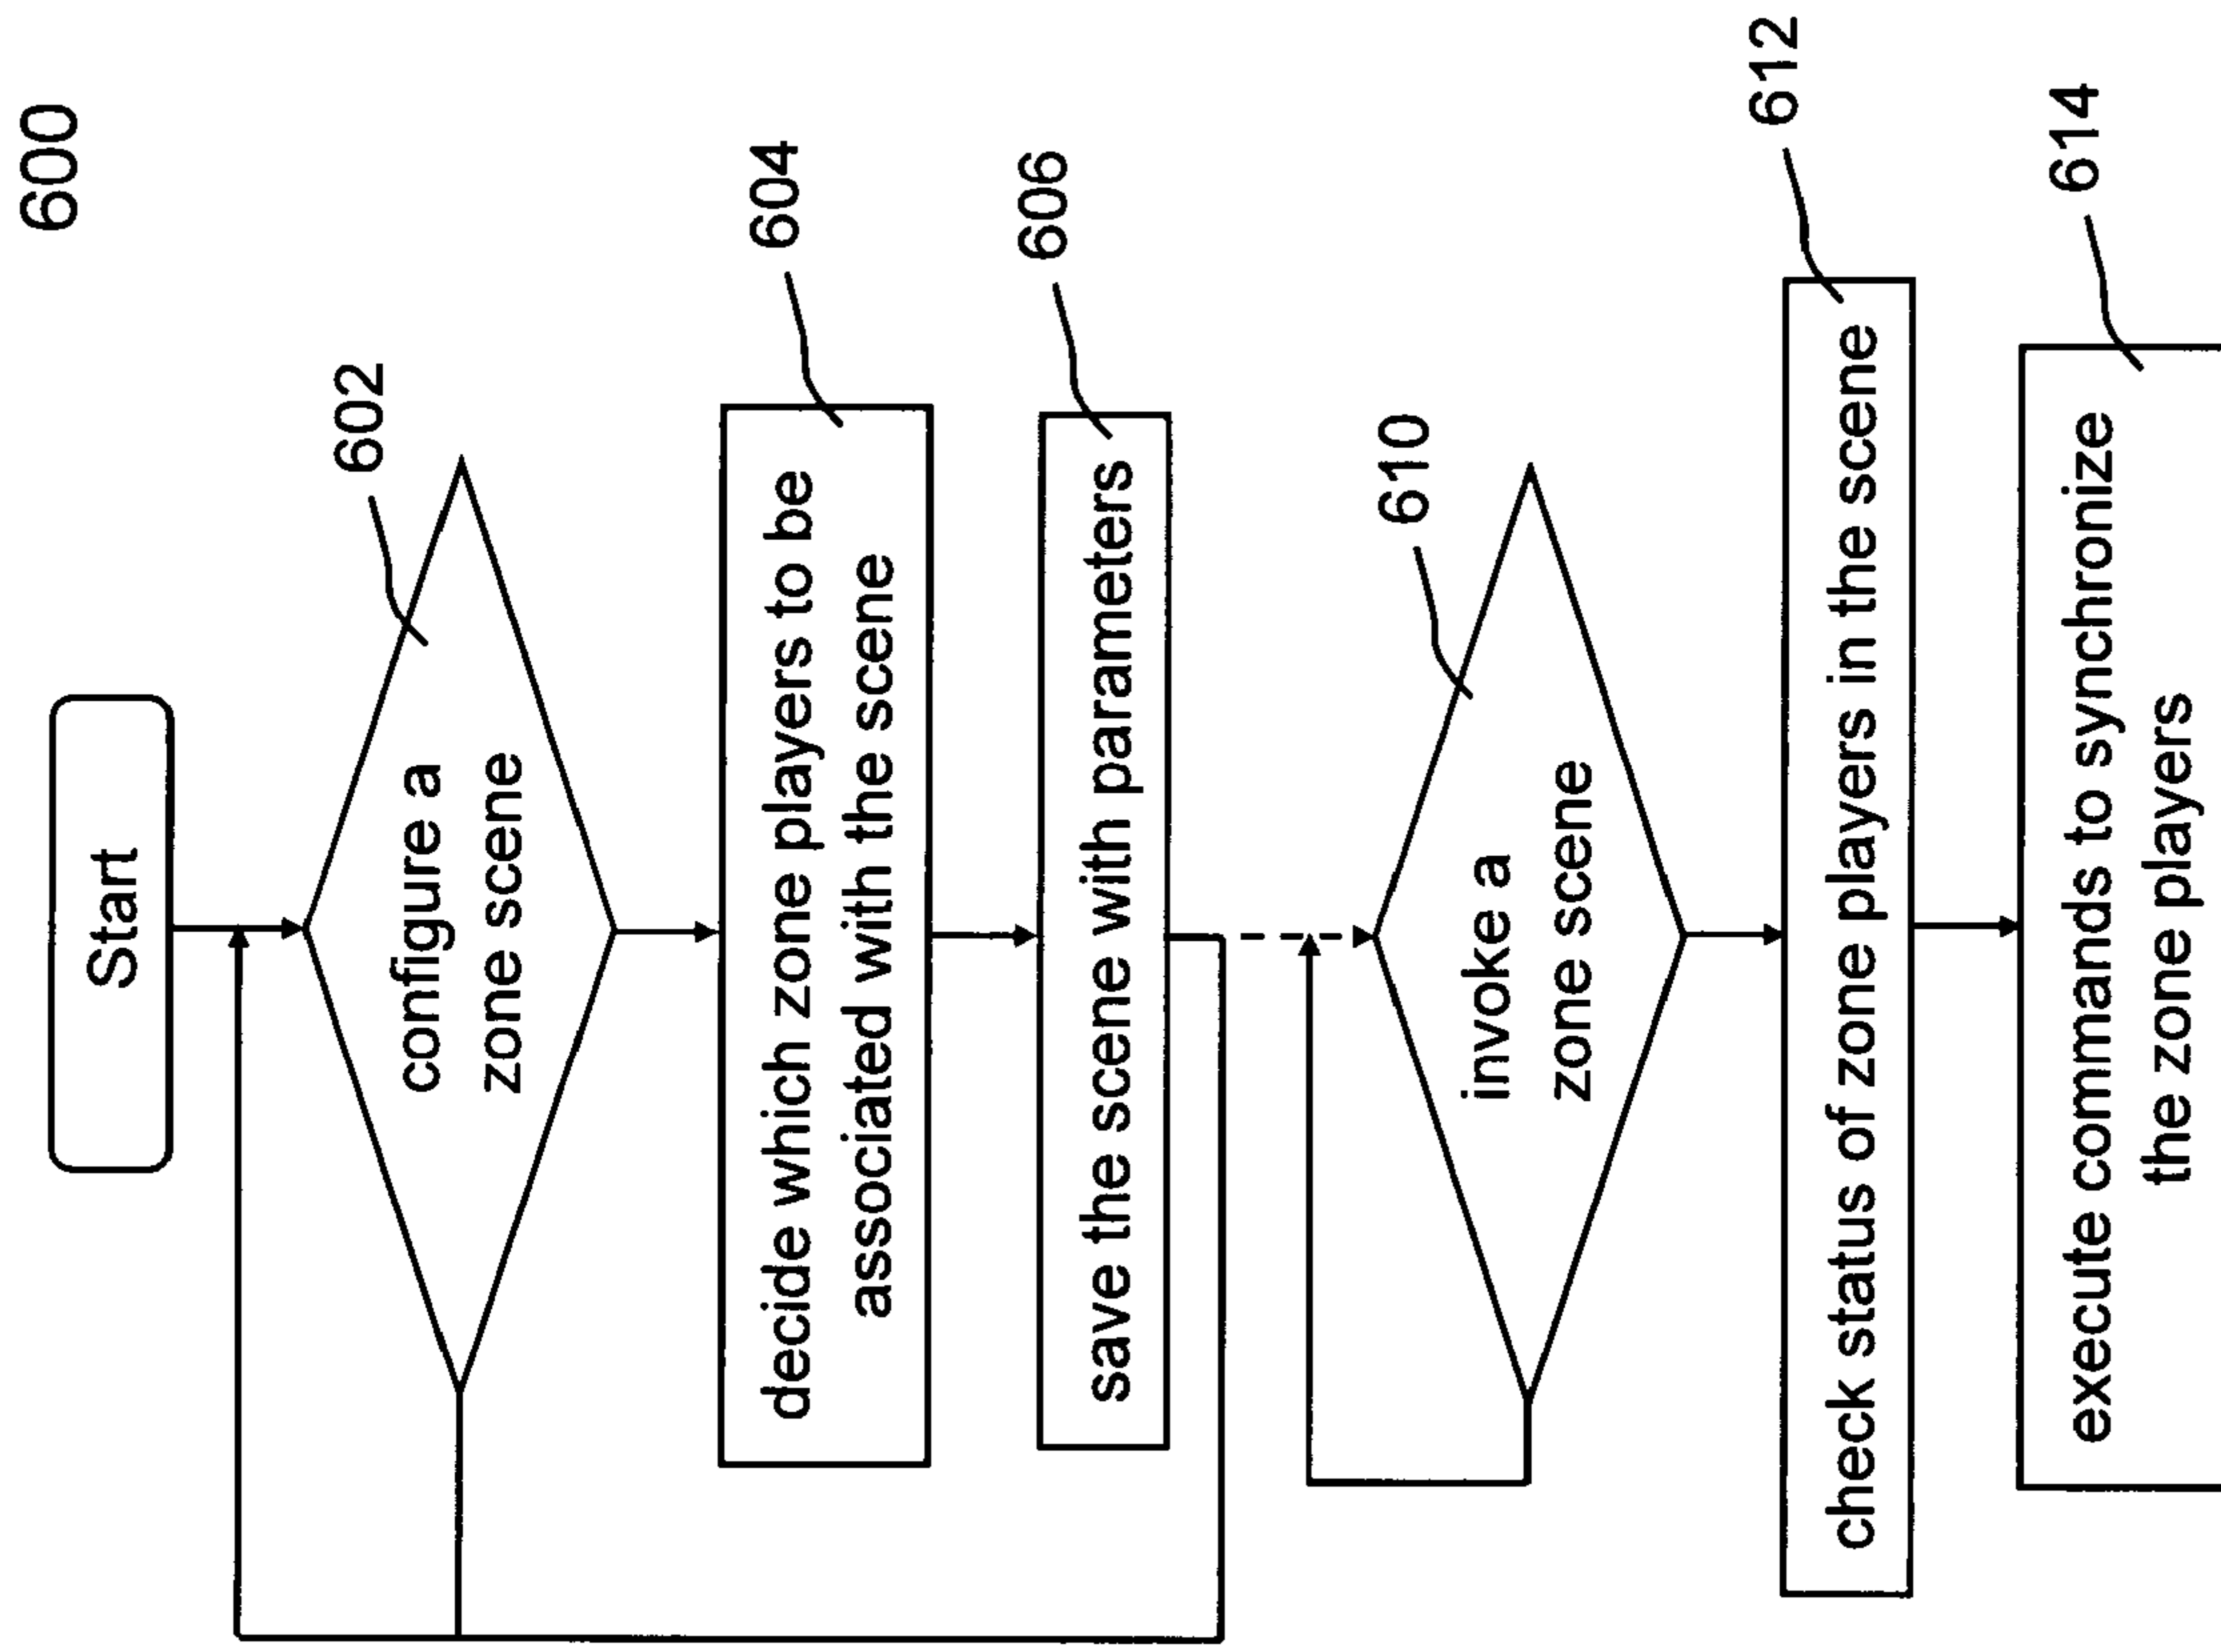 600
Start
602
configure a
zone scene
604
decide which zone players to be
associated with the scene
606
save the scene with parameters
610
invoke a
zone scene
612
check status of zone players in the scene
614
execute commands to synchronize
the zone players